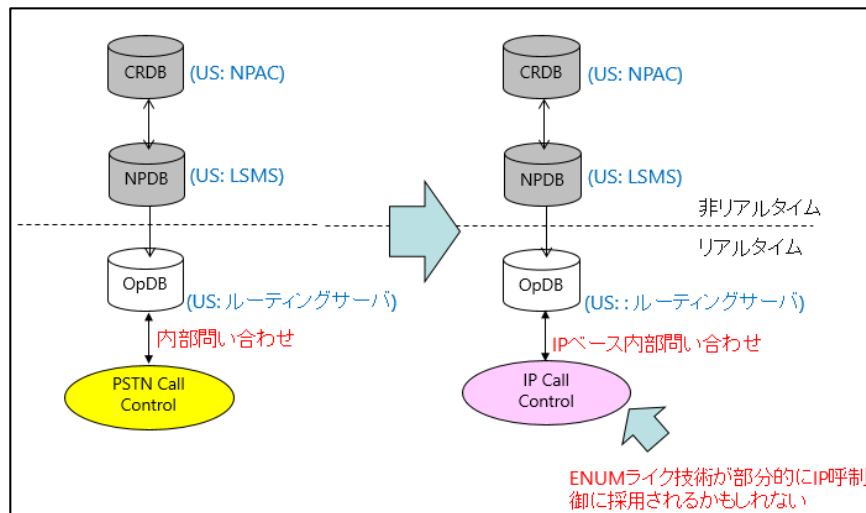 CRDB
(US: NPAC)
NPDB
(US: LSMS)
OpDB
(US: ルーティングサーバ)
内部問い合わせ
PSTN Call
Control
CRDB
(US: NPAC)
NPDB
(US: LSMS)
非リアルタイム
リアルタイム
OpDB
(US: : ルーティングサーバ)
IPベース内部問い合わせ
IP Call
Control
ENUMライク技術が部分的にIP呼制
御に採用されるかもしれない